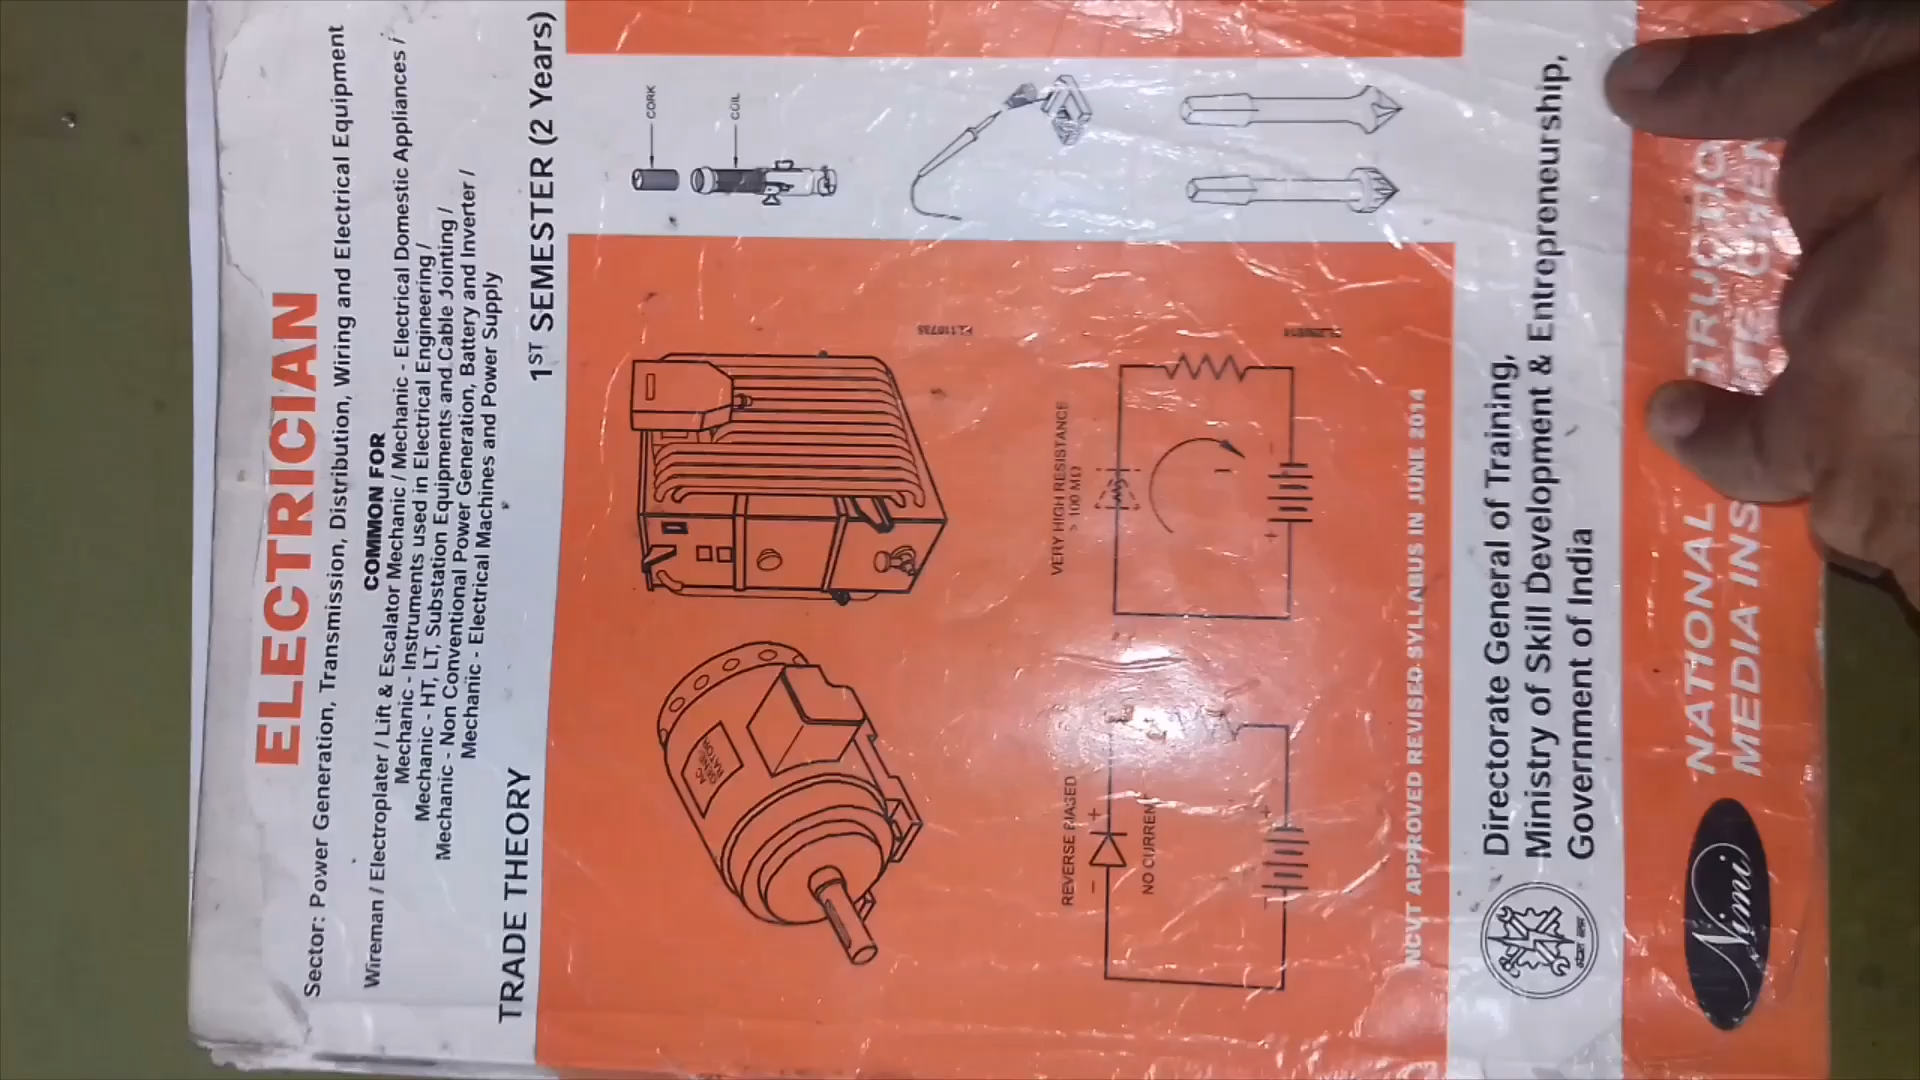 ELECTRICIAN
Sector: Power Generation, Transmission, Distribution, Wiring and Electrical Equipment
COMMON FOR
Wireman / Electroplater / Lift & Escalator Mechanic / Mechanic - Electrical Domestic Appliances /
Mechanic - Instruments used in Electrical Engineering /
Mechanic - HT, LT, Substation Equipments and Cable Jointing /
Mechanic - Non Conventional Power Generation, Battery and Inverter /
Mechanic - Electrical Machines and Power Supply
TRADE THEORY
1ST SEMESTER (2 Years)
CORK
COIL
VERY HIGH RESISTANCE
> 100 MΩ
+ -
I
REVERSE BIASED
- +
NO CURRENT
- +
NCVT APPROVED REVISED SYLLABUS IN JUNE 2014
Directorate General of Training,
Ministry of Skill Development & Entrepreneurship,
Government of India
Nimi
NATIONAL
MEDIA INS